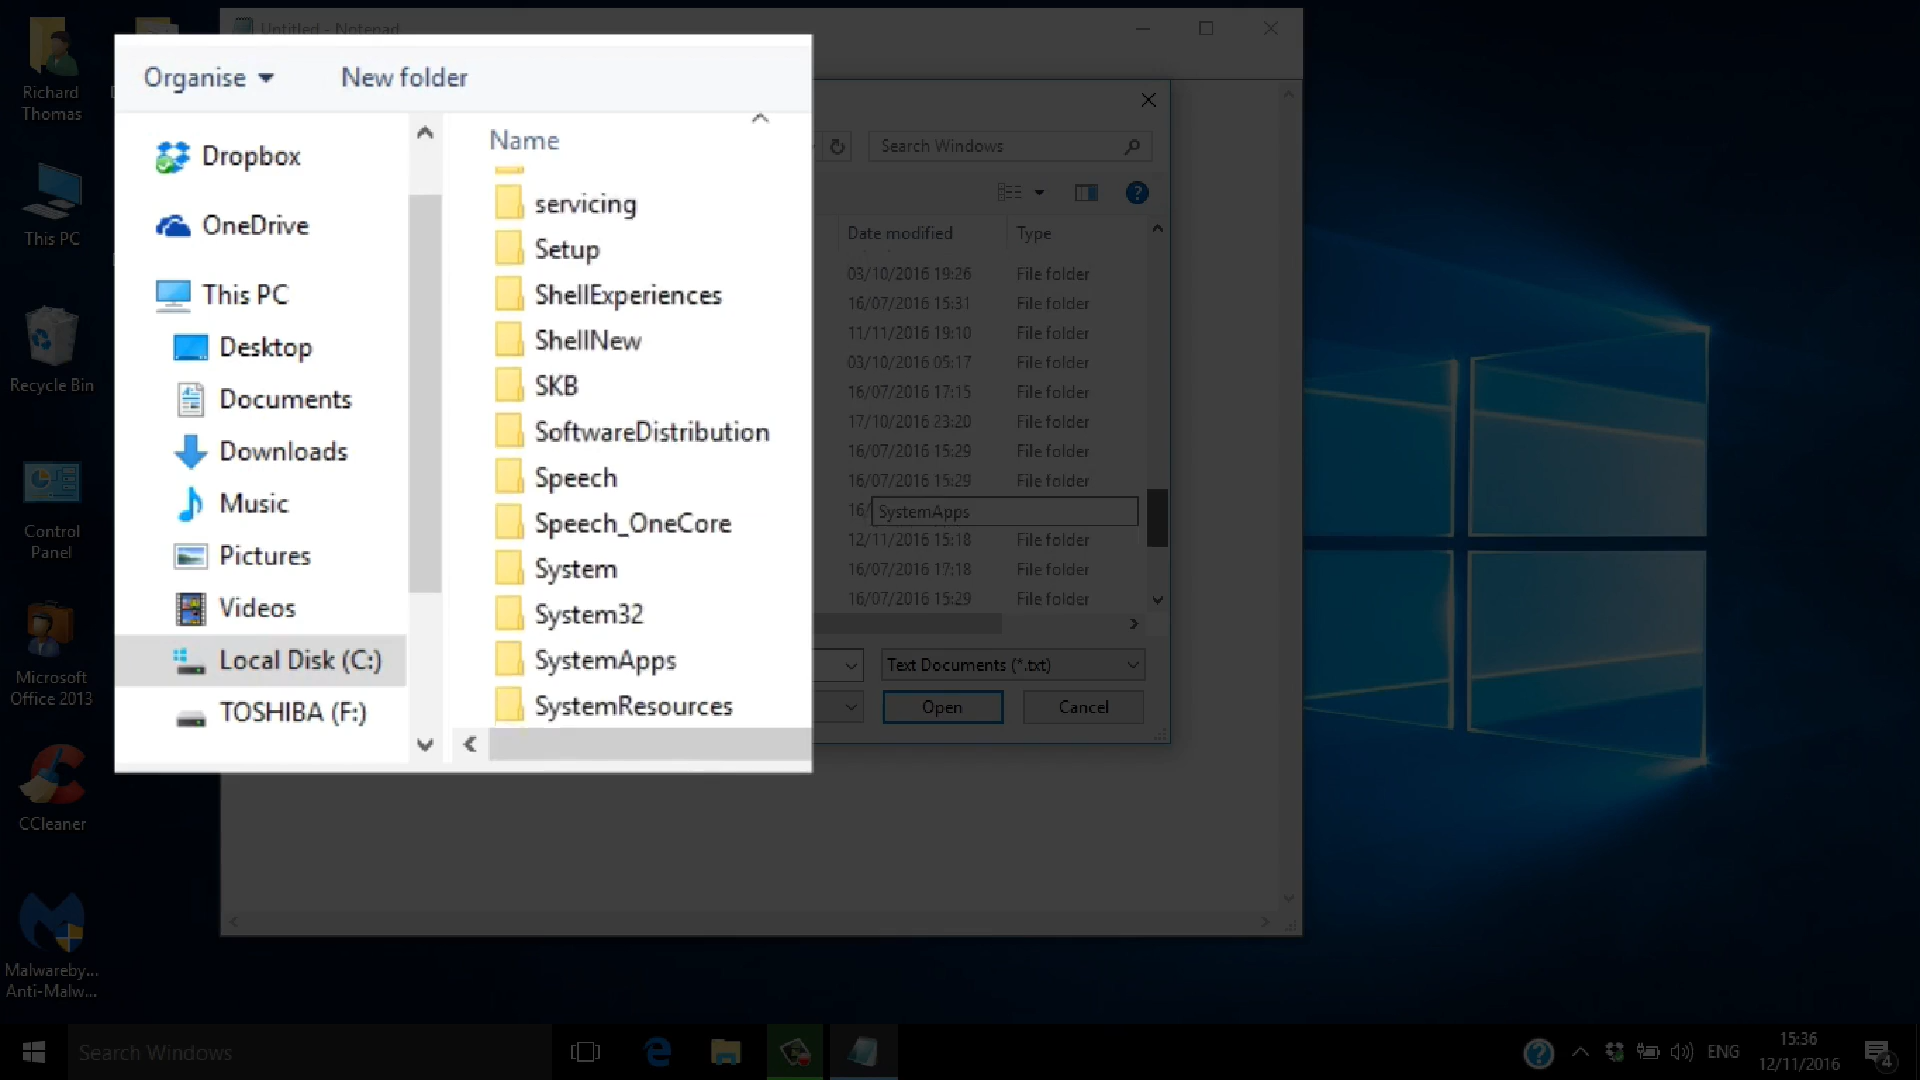 Richard
Thomas
This PC
Recycle Bin
Control
Panel
Microsoft
Office 2013
CCleaner
Malwareby...
Anti-Malw...
Untitled - Notepad
Organise
New folder
Dropbox
OneDrive
This PC
Desktop
Documents
Downloads
Music
Pictures
Videos
Local Disk (C:)
TOSHIBA (F:)
Name
servicing
Setup
ShellExperiences
ShellNew
SKB
SoftwareDistribution
Speech
Speech_OneCore
System
System32
SystemApps
SystemResources
Search Windows
?
Date modified Type
03/10/2016 19:26 File folder
16/07/2016 15:31 File folder
11/11/2016 19:10 File folder
03/10/2016 05:17 File folder
16/07/2016 17:15 File folder
17/10/2016 23:20 File folder
16/07/2016 15:29 File folder
16/07/2016 15:29 File folder
16/ SystemApps
12/11/2016 15:18 File folder
16/07/2016 17:18 File folder
16/07/2016 15:29 File folder
Text Documents (*.txt)
Open Cancel
Search Windows
?
ENG
15:36
12/11/2016
4